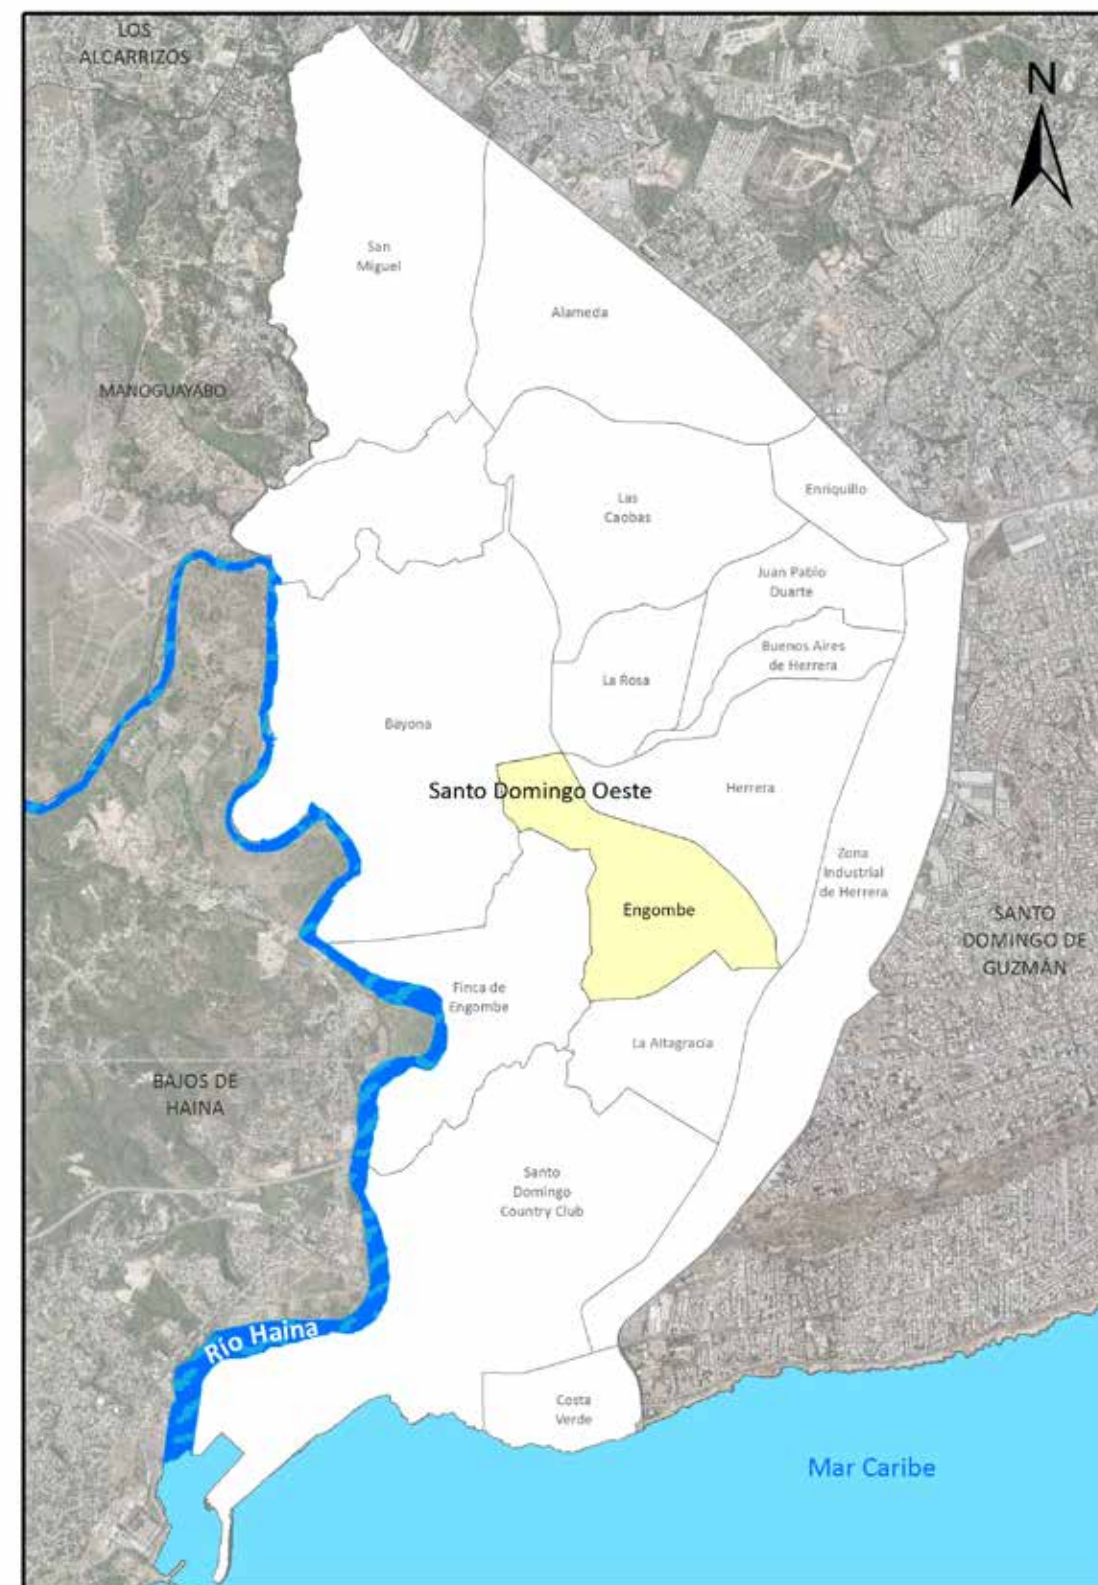 LOS
ALCARRIZOS
N
San
Miguel
Alameda
MANOGUAYABO
Enriquillo
Las
Caobas
Juan Pablo
Duarte
Buenos Aires
de Herrera
La Rosa
Bayona
Santo Domingo Oeste
Herrera
Zona
Industrial
de Herrera
Engombe
SANTO
DOMINGO DE
GUZMÁN
Finca de
Engombe
La Altagracia
BAJOS DE
HAINA
Santo
Domingo
Country Club
Río Haina
Costa
Verde
Mar Caribe